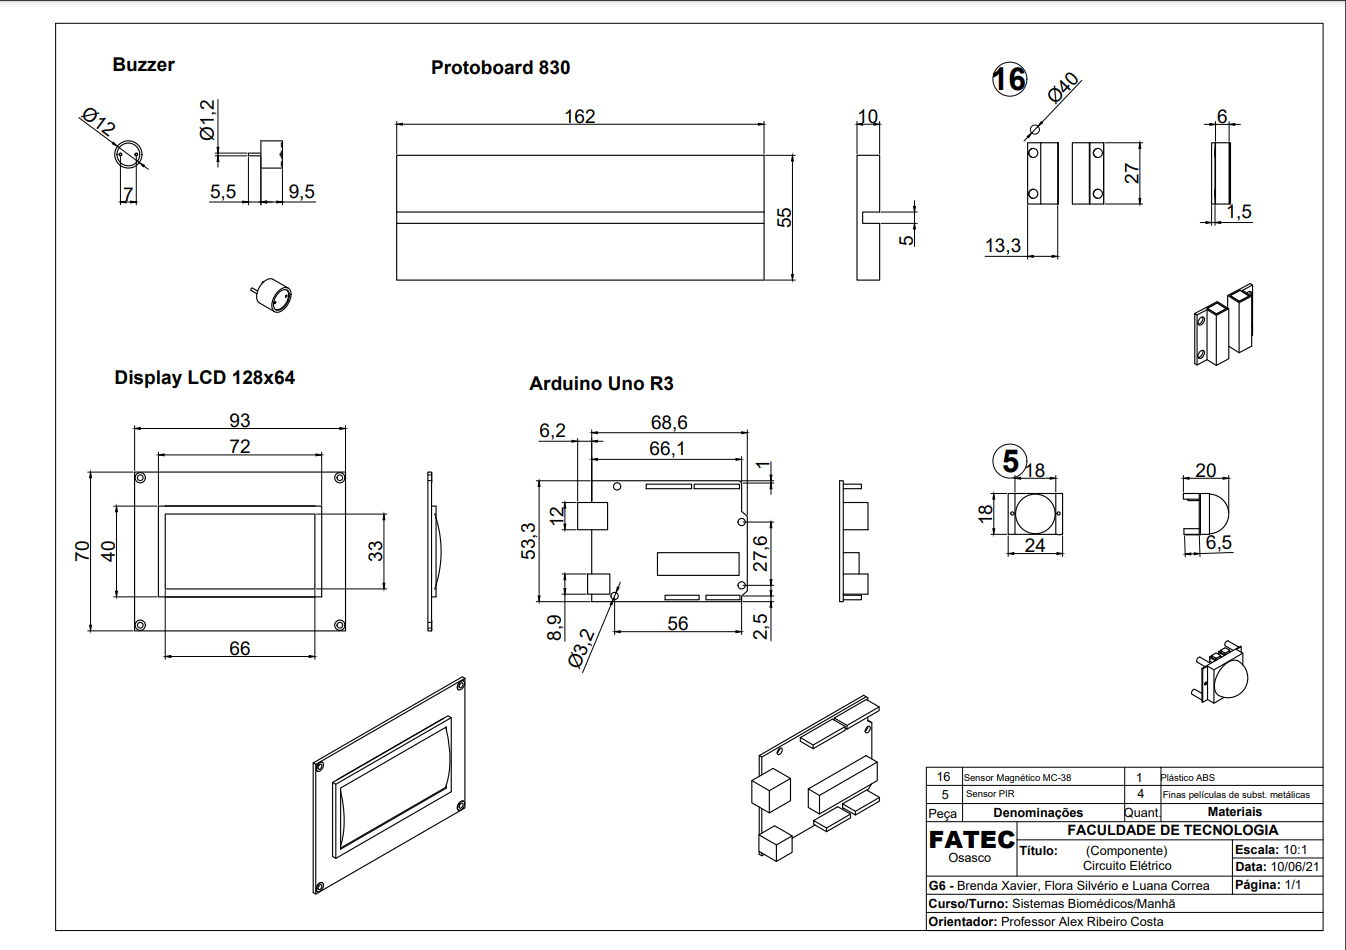 Buzzer
Ø12
7
Ø1,2
5,5
9,5
Protoboard 830
162
55
10
5
16
Ø40
27
13,3
6
1,5
Display LCD 128x64
93
72
70
40
33
66
Arduino Uno R3
68,6
6,2
66,1
1
12
53,3
27,6
8,9
Ø3,2
56
2,5
5
18
18
24
20
6,5
16 Sensor Magnético MC-38 1 Plástico ABS
5 Sensor PIR 4 Finas películas de subst. metálicas
Peça Denominações Quant. Materiais
FATEC
Osasco
FACULDADE DE TECNOLOGIA
Título: (Componente)
Circuito Elétrico
Escala: 10:1
Data: 10/06/21
G6 - Brenda Xavier, Flora Silvério e Luana Correa
Página: 1/1
Curso/Turno: Sistemas Biomédicos/Manhã
Orientador: Professor Alex Ribeiro Costa